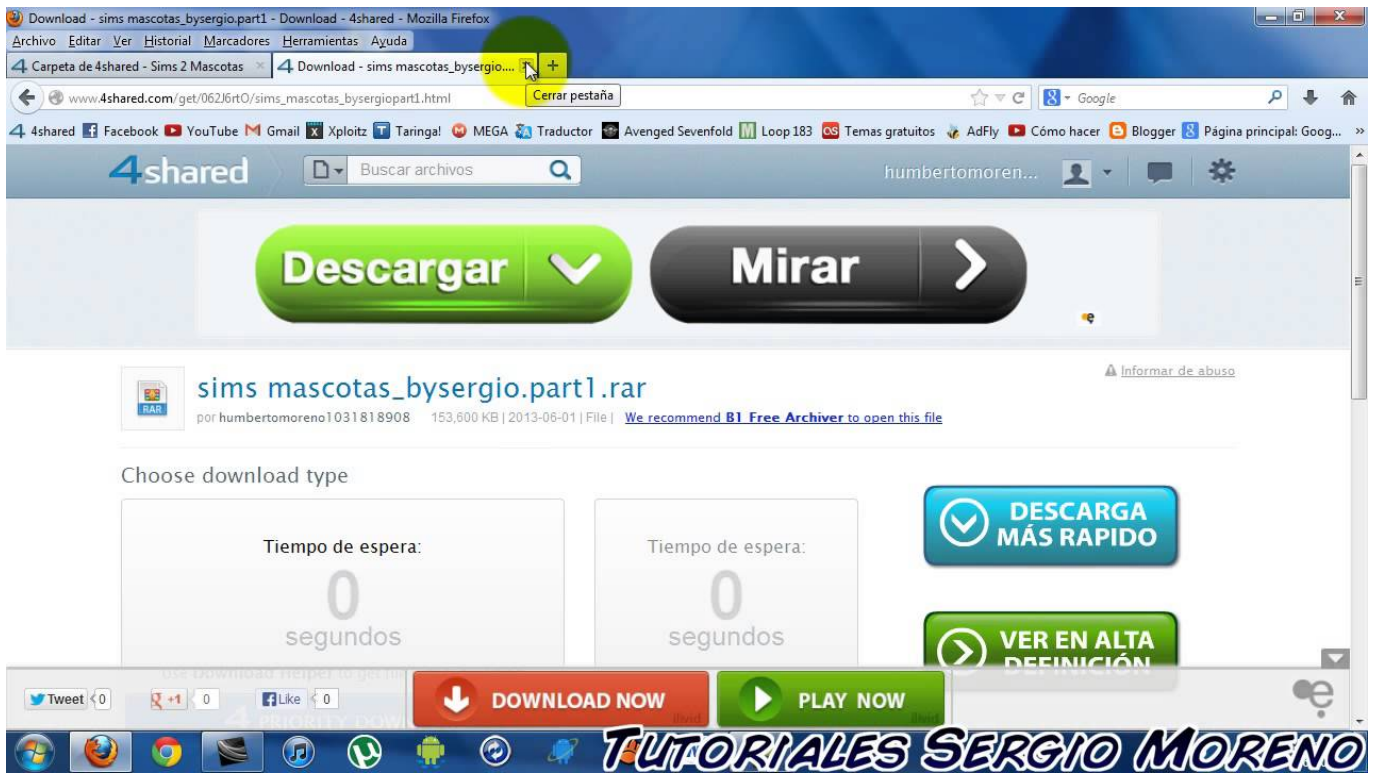 Download - sims mascotas_bysergio.part1 - Download - 4shared - Mozilla Firefox
Archivo Editar Ver Historial Marcadores Herramientas Ayuda
Carpeta de 4shared - Sims 2 Mascotas
Download - sims mascotas_bysergio....
www.4shared.com/get/062J6rtO/sims_mascotas_bysergiopart1.html
Cerrar pestaña
Google
4shared Facebook YouTube Gmail Xploitz Taringa! MEGA Traductor Avenged Sevenfold Loop 183 Temas gratuitos AdFly Cómo hacer Blogger Página principal: Goog... »
4shared
Buscar archivos
humbertomoren...
Descargar
Mirar
sims mascotas_bysergio.part1.rar
Informar de abuso
RAR
por humbertomoreno1031818908 153,600 KB | 2013-06-01 | File | We recommend B1 Free Archiver to open this file
Choose download type
Tiempo de espera:
0
segundos
Tiempo de espera:
0
segundos
DESCARGA MÁS RAPIDO
VER EN ALTA DEFINICIÓN
Tweet 0
+1 0
Like 0
DOWNLOAD NOW
PLAY NOW
PRIORITY DOW
TUTORIALES SERGIO MORENO